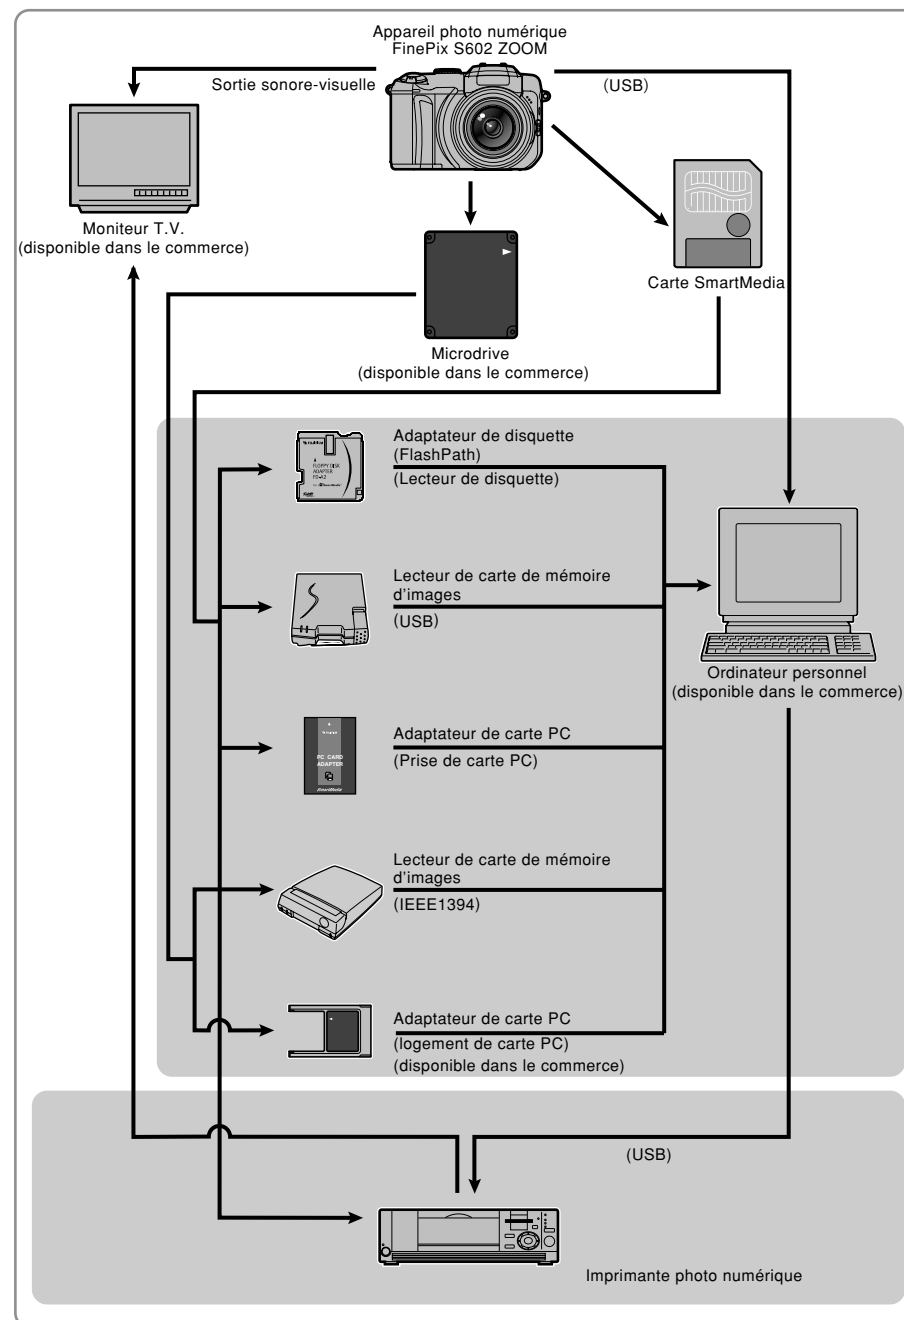 Appareil photo numérique
FinePix S602 ZOOM
Sortie sonore-visuelle
(USB)
Moniteur T.V.
(disponible dans le commerce)
Carte SmartMedia
Microdrive
(disponible dans le commerce)
Adaptateur de disquette
(FlashPath)
(Lecteur de disquette)
FLOPPY DISK
ADAPTER
Lecteur de carte de mémoire
d'images
(USB)
Ordinateur personnel
(disponible dans le commerce)
Adaptateur de carte PC
(Prise de carte PC)
PC CARD
ADAPTER
SmartMedia
Lecteur de carte de mémoire
d'images
(IEEE1394)
Adaptateur de carte PC
(logement de carte PC)
(disponible dans le commerce)
(USB)
Imprimante photo numérique